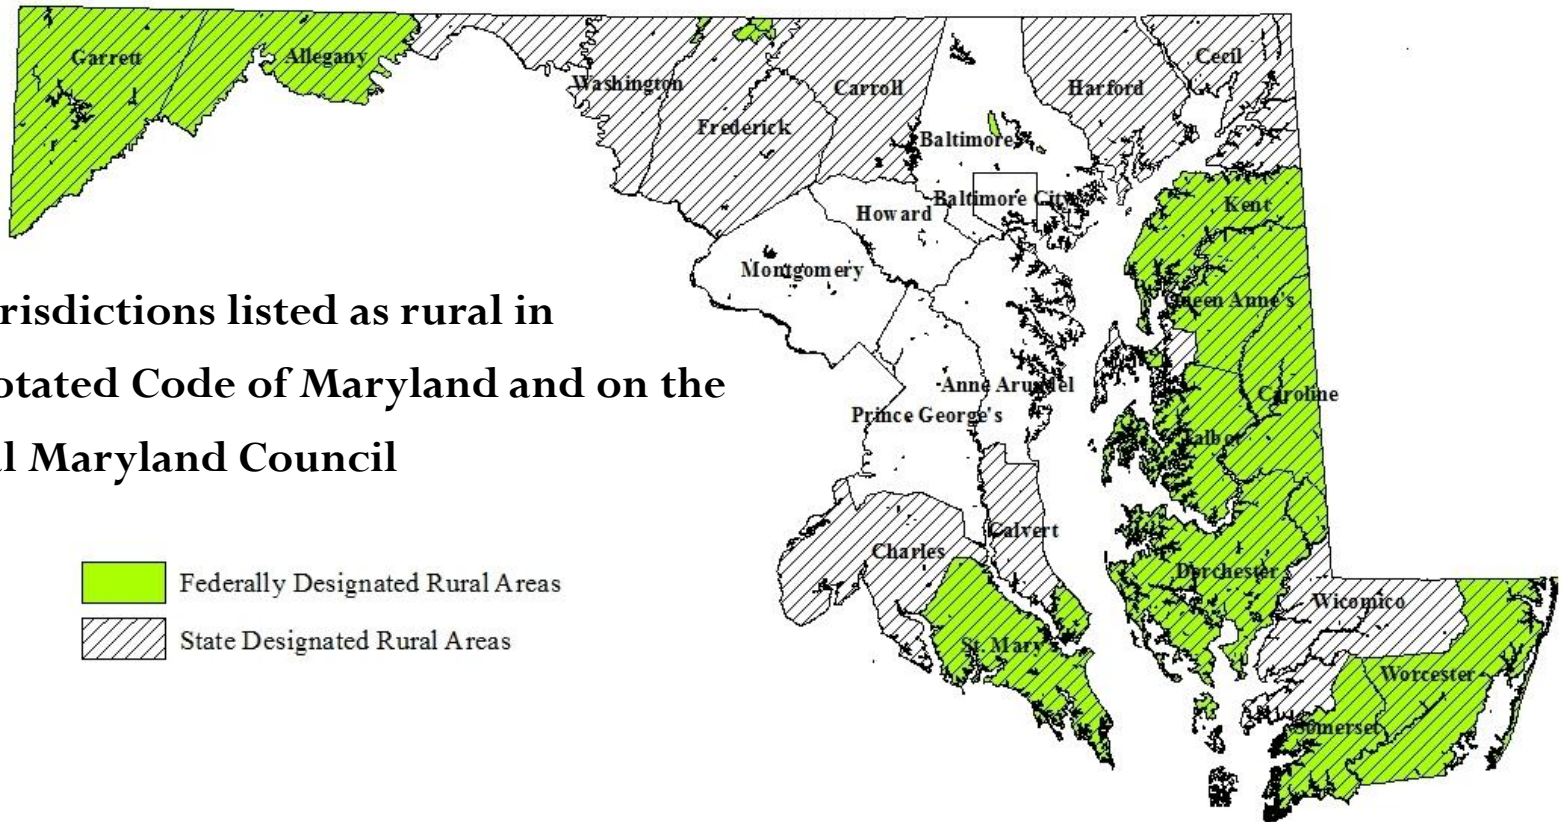 Garrett
Allegany
Washington
Frederick
Carroll
Baltimore
Harford
Cecil
Baltimore City
Howard
Kent
Montgomery
Queen Anne's
Anne Arundel
Prince George's
Caroline
Talbot
risdictions listed as rural in
otated Code of Maryland and on the
l Maryland Council
Calvert
Charles
Dorchester
Wicomico
St. Mary's
Worcester
Somerset
Federally Designated Rural Areas
State Designated Rural Areas